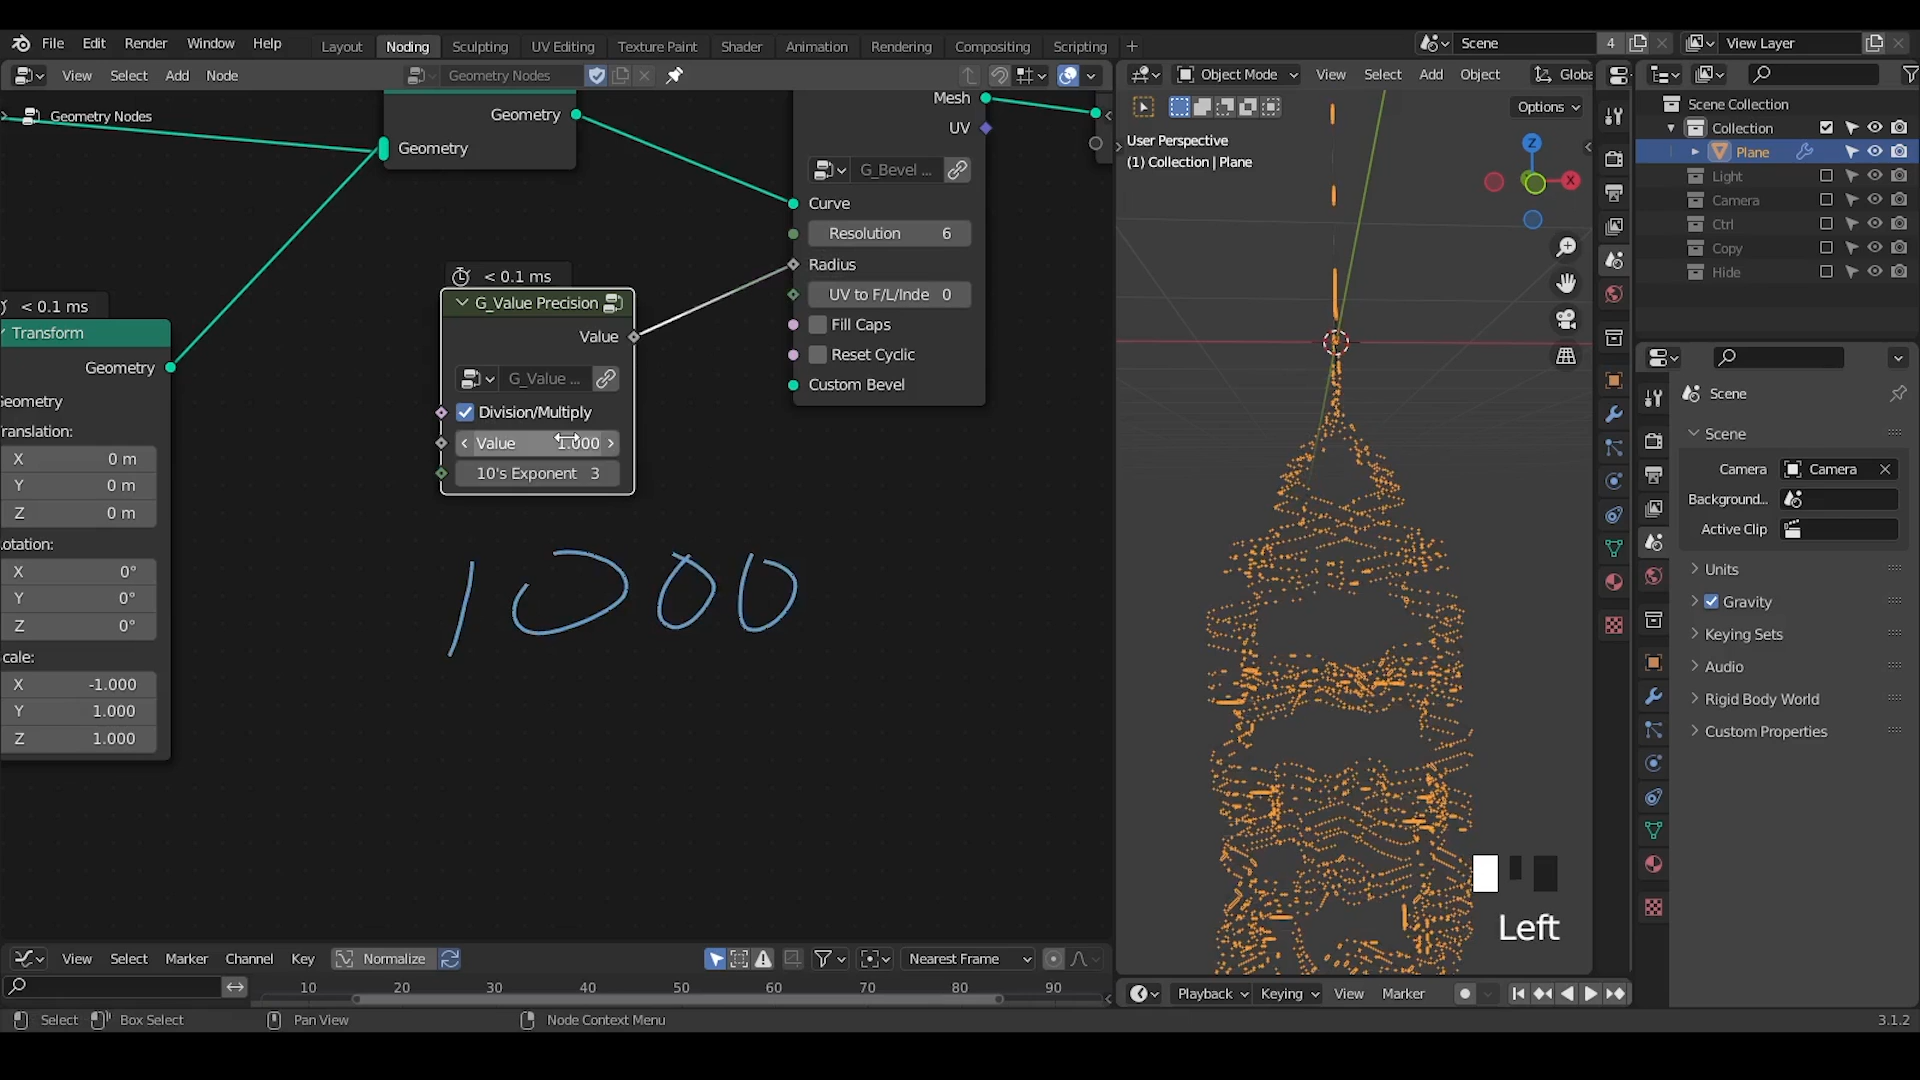 File Edit Render Window Help Layout Noding Sculpting UV Editing Texture Paint Shader Animation Rendering Compositing Scripting + Scene 4 View Layer
View Select Add Node Geometry Nodes Object Mode View Select Add Object Globa
Geometry Nodes
Geometry
Geometry
Mesh
UV
G_Bevel ...
Curve
Resolution 6
Radius
UV to F/L/Inde 0
Fill Caps
Reset Cyclic
Custom Bevel
< 0.1 ms
G_Value Precision
Value
G_Value ...
Division/Multiply
Value 1.000
10's Exponent 3
< 0.1 ms
Transform
Geometry
eometry
ranslation:
X 0 m
Y 0 m
Z 0 m
otation:
X 0°
Y 0°
Z 0°
cale:
X -1.000
Y 1.000
Z 1.000
1000
Options
User Perspective
(1) Collection | Plane
Z
X
Left
Scene Collection
Collection
Plane
Light
Camera
Ctrl
Copy
Hide
Scene
Scene
Camera Camera
Background...
Active Clip
Units
Gravity
Keying Sets
Audio
Rigid Body World
Custom Properties
View Select Marker Channel Key Normalize Nearest Frame
10 20 30 40 50 60 70 80 90
Playback Keying View Marker
Select Box Select Pan View Node Context Menu 3.1.2